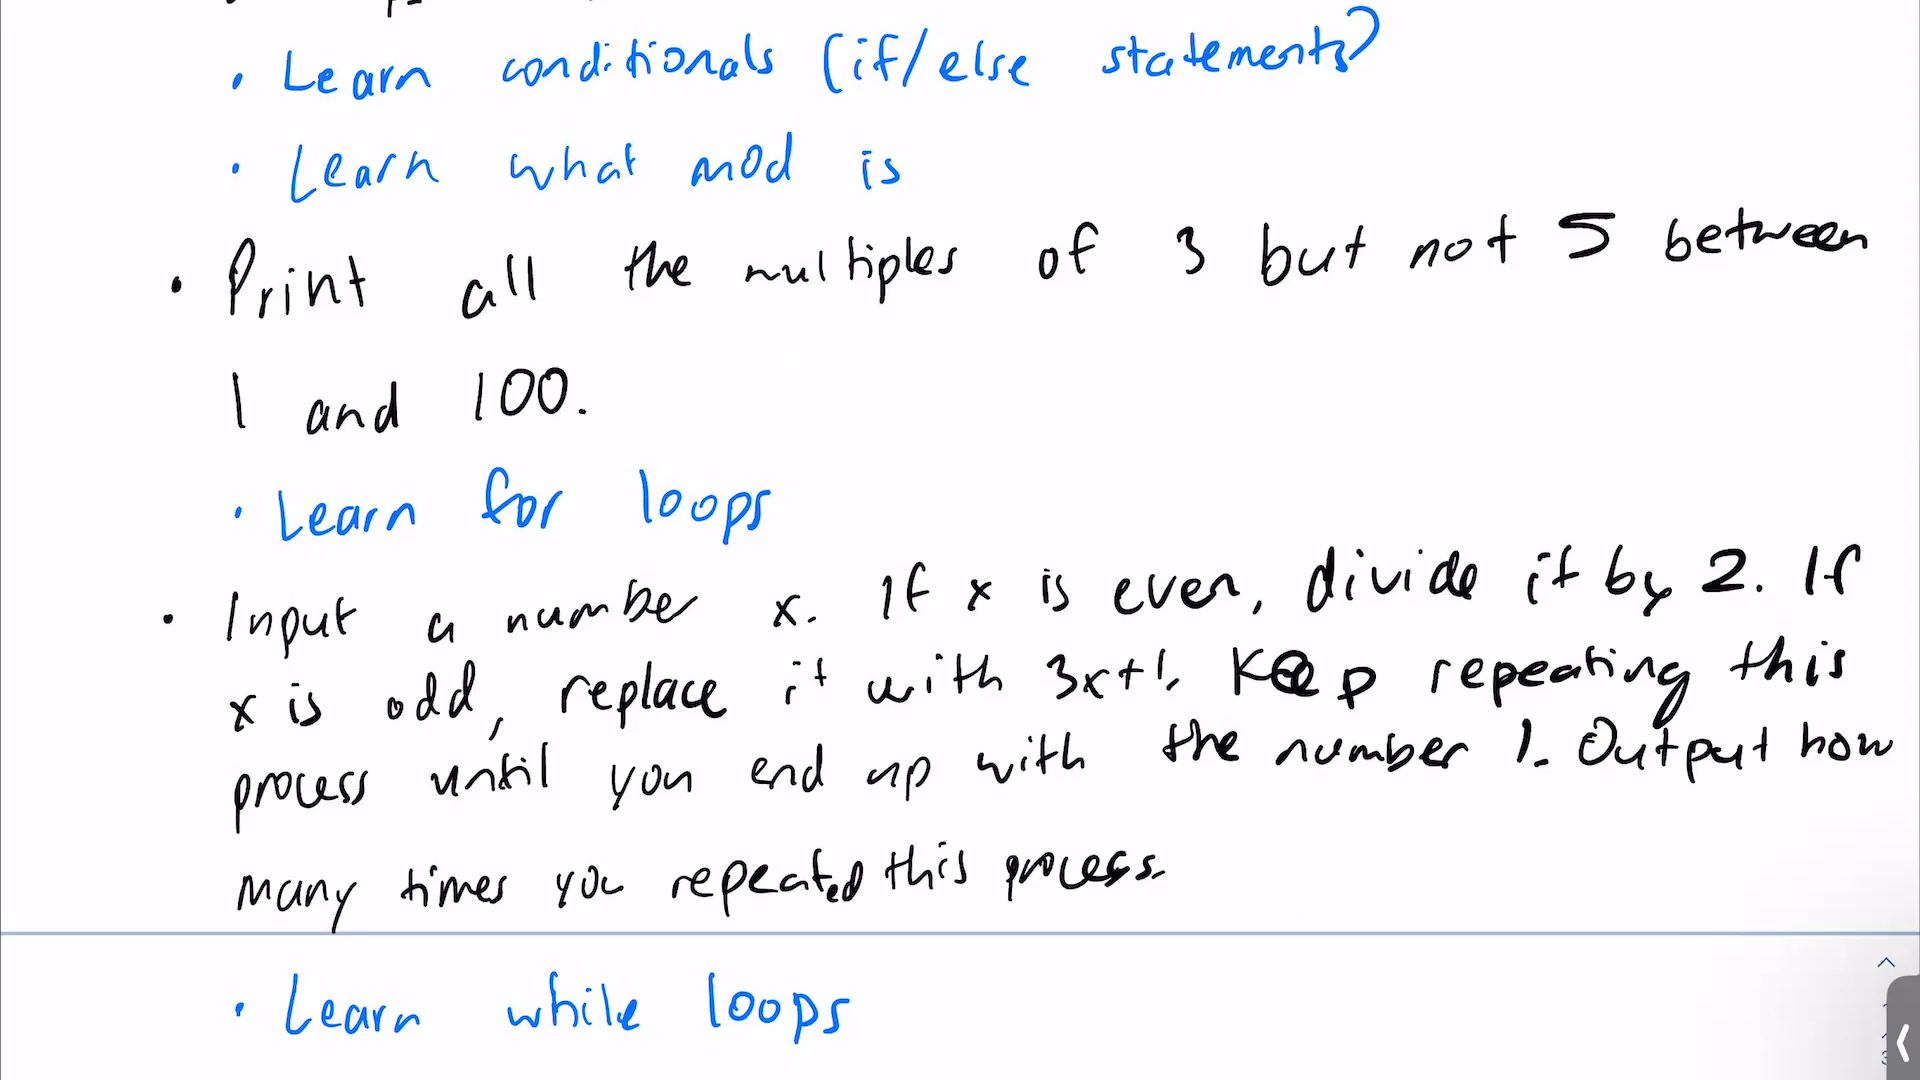 • Learn conditionals (if/else statements)
• Learn what mod is
• Print all the multiples of 3 but not 5 between
1 and 100.
• Learn for loops
• Input a number x. If x is even, divide it by 2. If
x is odd, replace it with 3x+1. Keep repeating this
process until you end up with the number 1. Output how
many times you repeated this process.
• Learn while loops